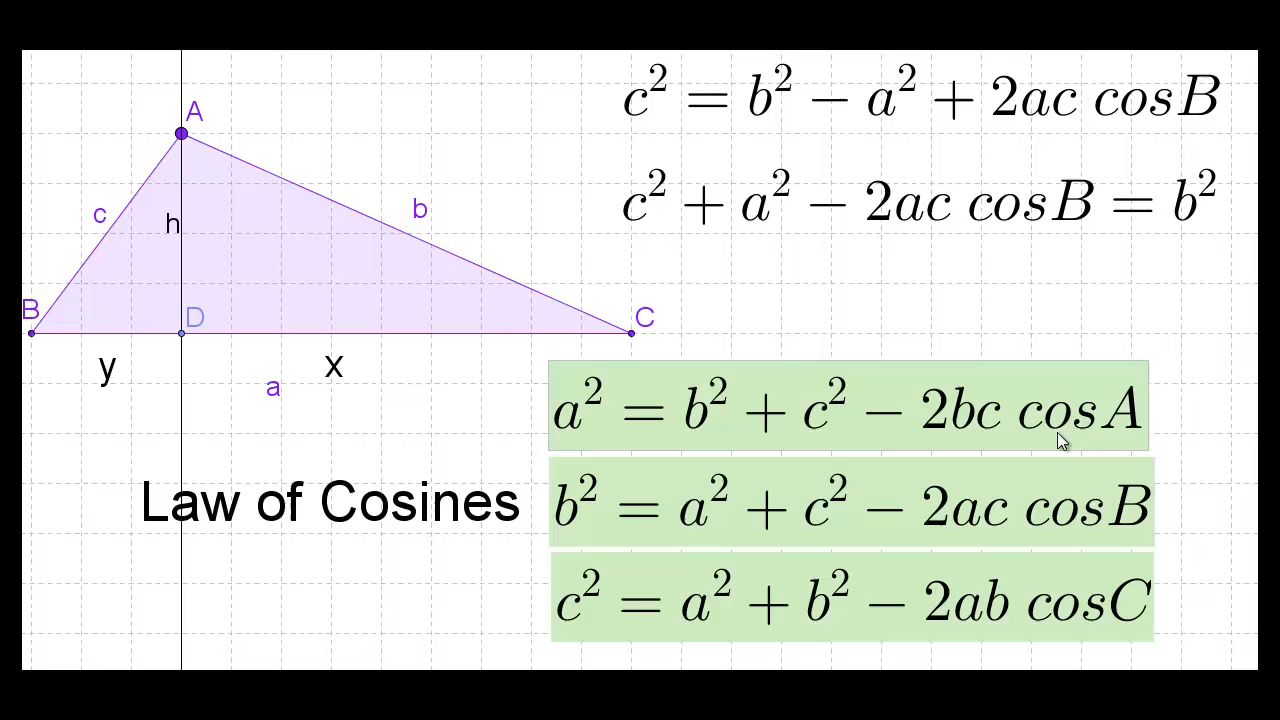 c² = b² − a² + 2ac cosB
c² + a² − 2ac cosB = b²
A
c
h
b
B
D
C
y
x
a
a² = b² + c² − 2bc cosA
Law of Cosines
b² = a² + c² − 2ac cosB
c² = a² + b² − 2ab cosC